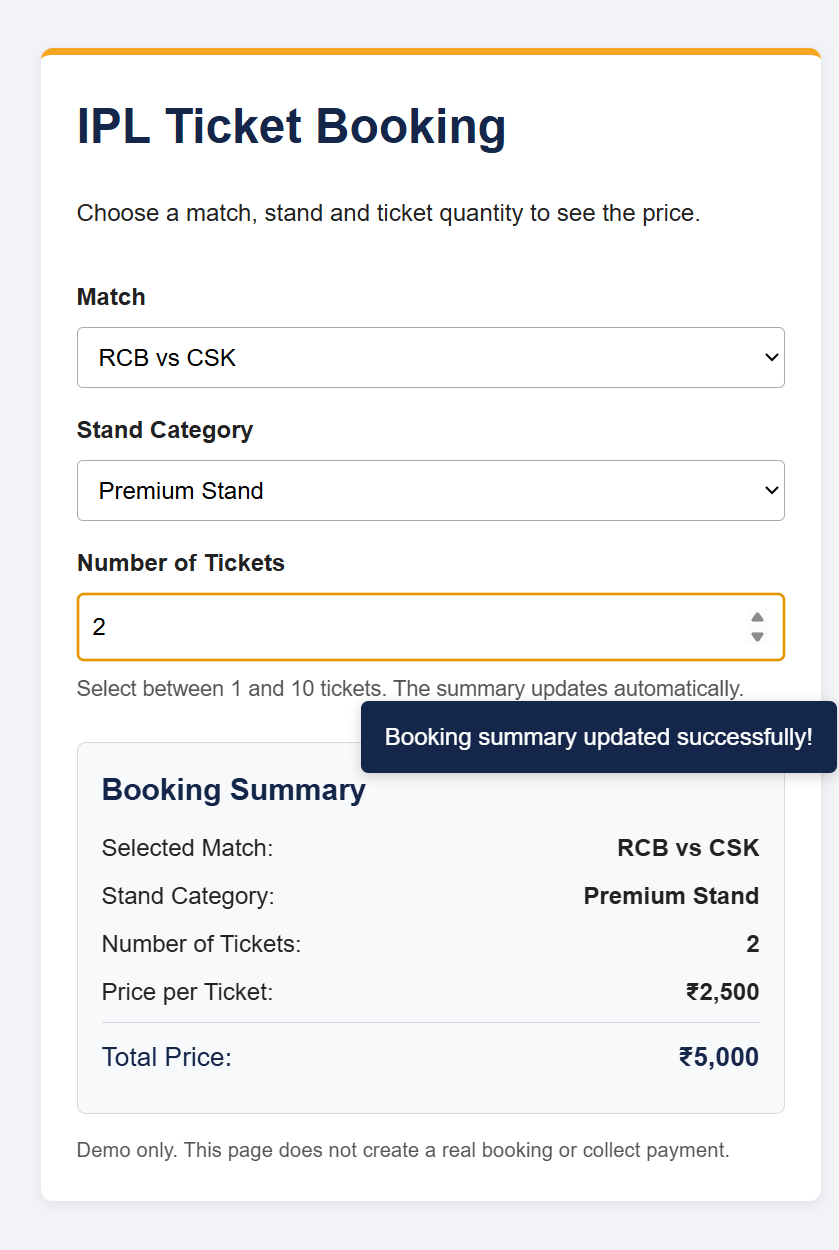 IPL Ticket Booking
Choose a match, stand and ticket quantity to see the price.
Match
RCB vs CSK
Stand Category
Premium Stand
Number of Tickets
2
Select between 1 and 10 tickets. The summary updates automatically.
Booking summary updated successfully!
Booking Summary
Selected Match: RCB vs CSK
Stand Category: Premium Stand
Number of Tickets: 2
Price per Ticket: ₹2,500
Total Price: ₹5,000
Demo only. This page does not create a real booking or collect payment.